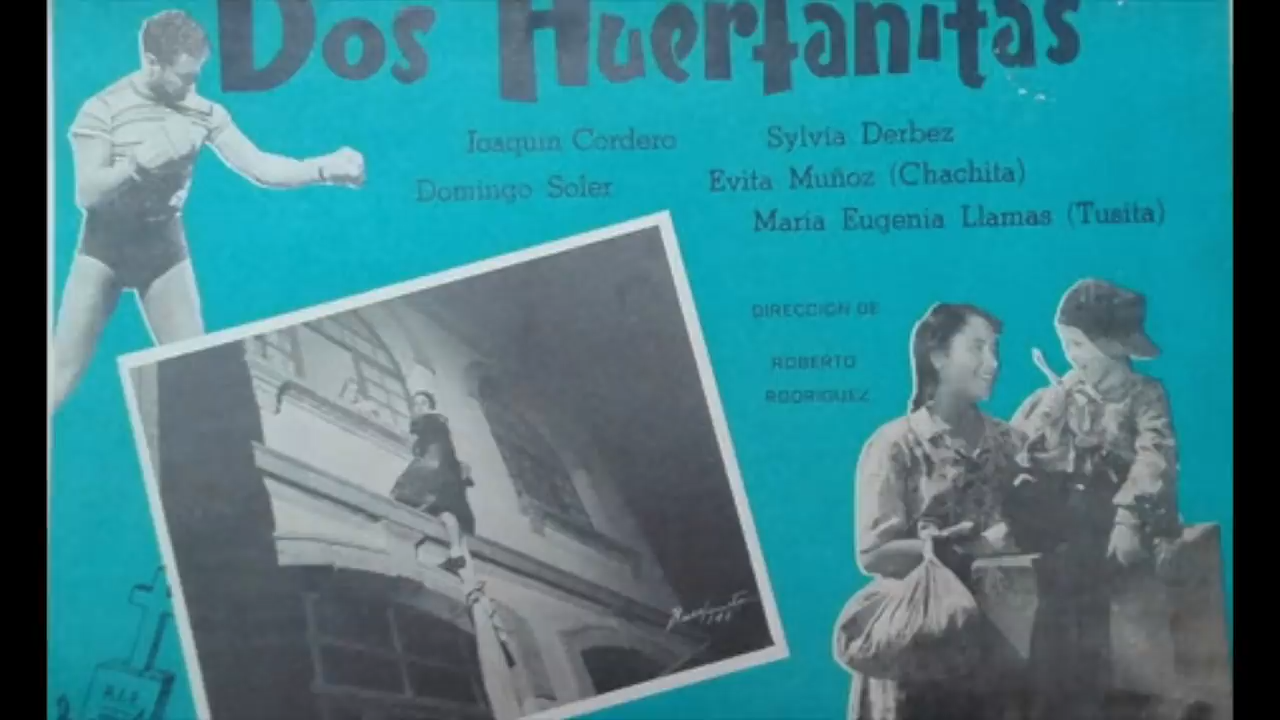 Dos Huerfanitas
Joaquin Cordero
Sylvia Derbez
Domingo Soler
Evita Muñoz (Chachita)
María Eugenia Llamas (Tusita)
DIRECCION DE
ROBERTO
RODRIGUEZ
R.I.P.